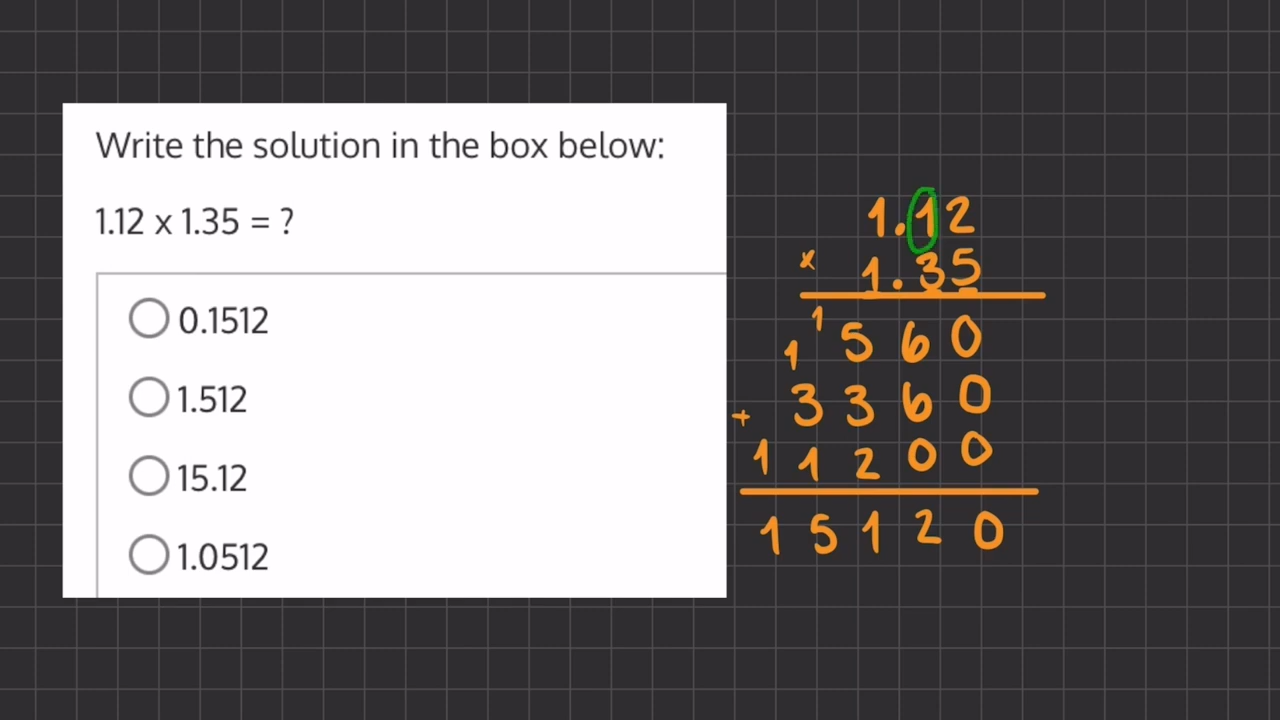 Write the solution in the box below:
1.12 x 1.35 = ?
0.1512
1.512
15.12
1.0512
1.12
x 1.35
1
1 5 6 0
+ 3 3 6 0
1 1 2 0 0
1 5 1 2 0